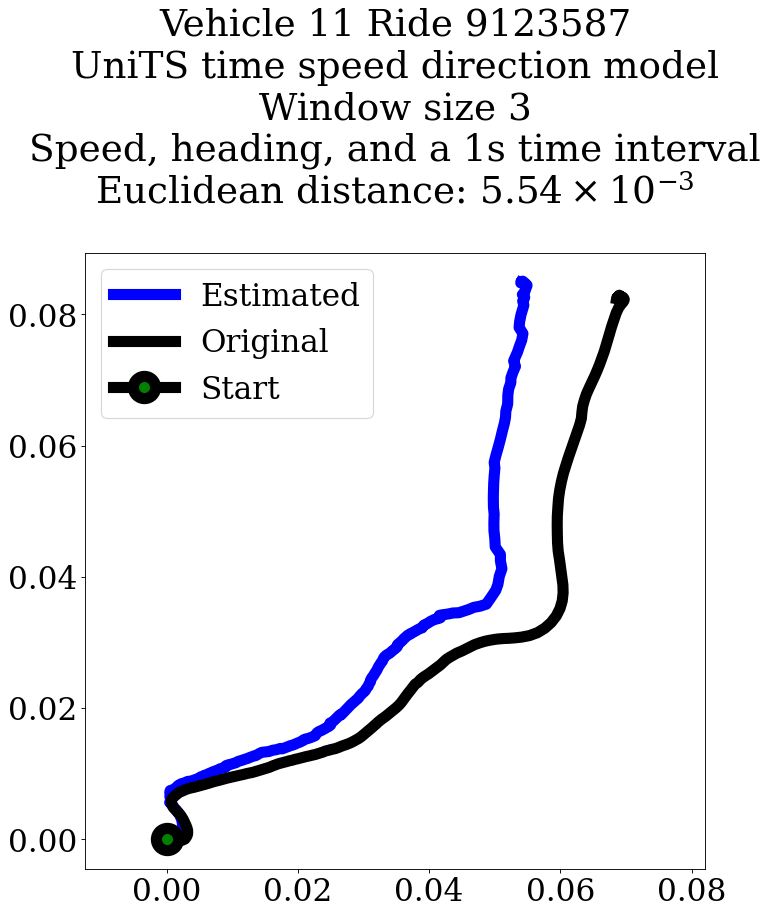 Vehicle 11 Ride 9123587
UniTS time speed direction model
Window size 3
Speed, heading, and a 1s time interval
Euclidean distance: 5.54 × 10⁻³
Estimated
Original
Start
0.08
0.06
0.04
0.02
0.00
0.00 0.02 0.04 0.06 0.08